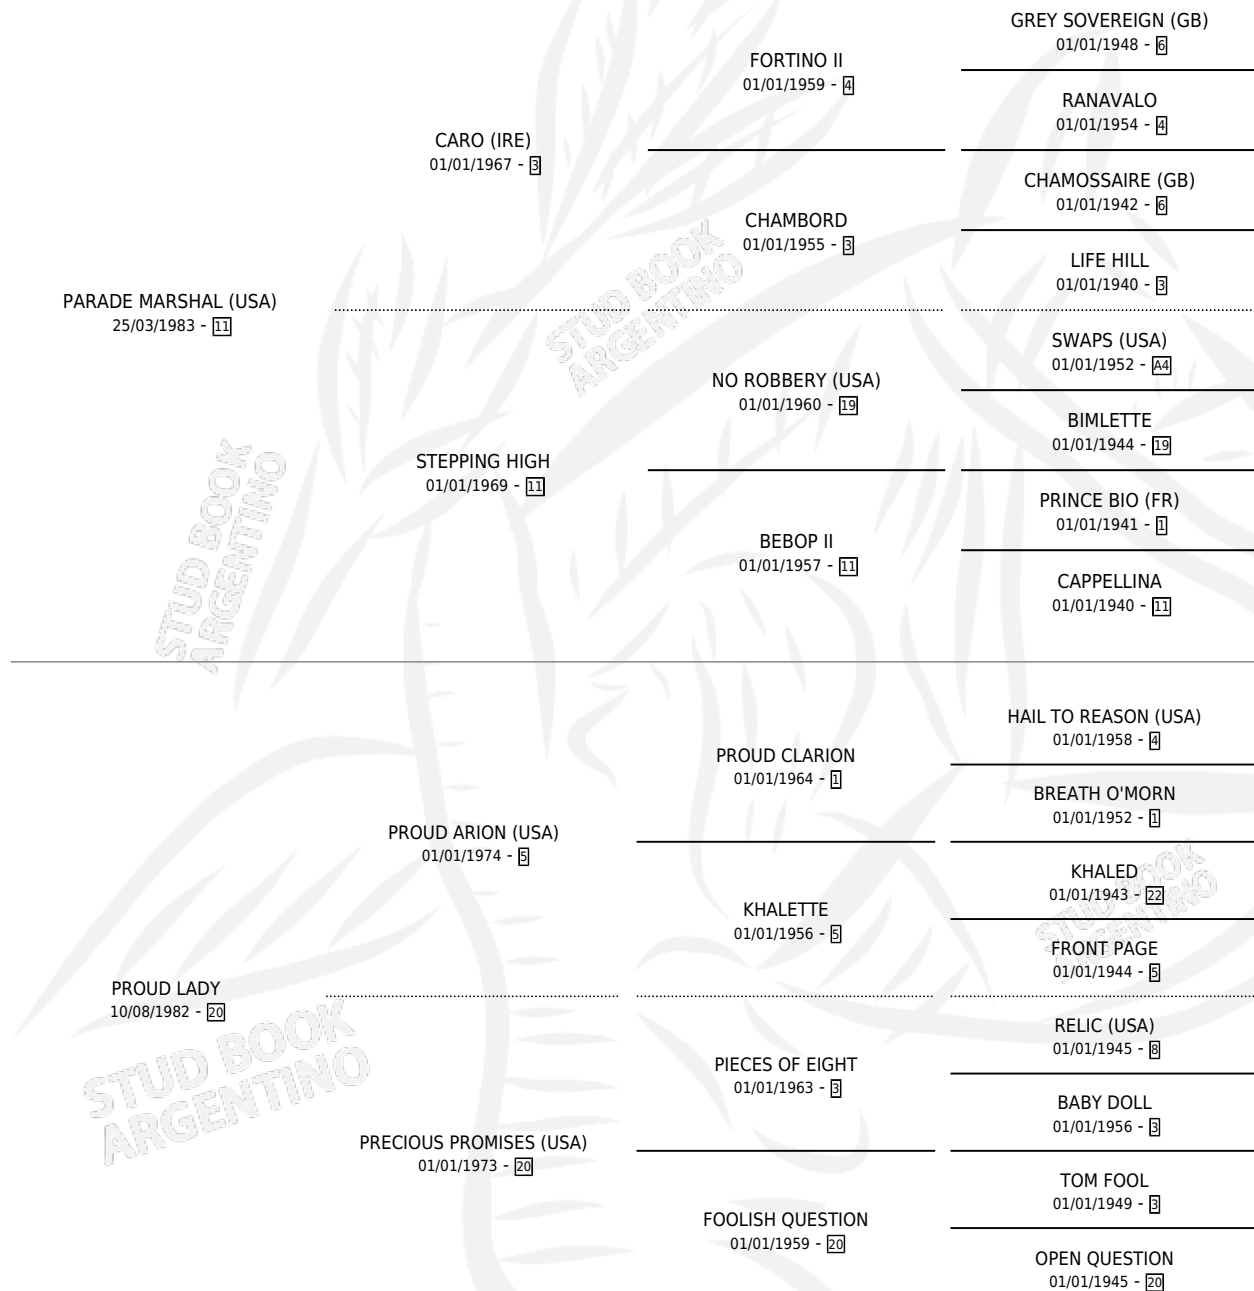 GREY SOVEREIGN (GB)
01/01/1948 - 6
FORTINO II
01/01/1959 - 4
RANAVALO
01/01/1954 - 4
CARO (IRE)
01/01/1967 - 3
CHAMOSSAIRE (GB)
01/01/1942 - 6
CHAMBORD
01/01/1955 - 3
LIFE HILL
01/01/1940 - 3
PARADE MARSHAL (USA)
25/03/1983 - 11
SWAPS (USA)
01/01/1952 - A4
NO ROBBERY (USA)
01/01/1960 - 19
BIMLETTE
01/01/1944 - 19
STEPPING HIGH
01/01/1969 - 11
PRINCE BIO (FR)
01/01/1941 - 1
BEBOP II
01/01/1957 - 11
CAPPELLINA
01/01/1940 - 11
HAIL TO REASON (USA)
01/01/1958 - 4
PROUD CLARION
01/01/1964 - 1
BREATH O'MORN
01/01/1952 - 1
PROUD ARION (USA)
01/01/1974 - 5
KHALED
01/01/1943 - 22
KHALETTE
01/01/1956 - 5
FRONT PAGE
01/01/1944 - 5
PROUD LADY
10/08/1982 - 20
RELIC (USA)
01/01/1945 - 8
PIECES OF EIGHT
01/01/1963 - 3
BABY DOLL
01/01/1956 - 3
PRECIOUS PROMISES (USA)
01/01/1973 - 20
TOM FOOL
01/01/1949 - 3
FOOLISH QUESTION
01/01/1959 - 20
OPEN QUESTION
01/01/1945 - 20
STUD BOOK
ARGENTINO
STUD BOOK
ARGENTINO
STUD BOOK
ARGENTINO
STUD BOOK
ARGENTINO